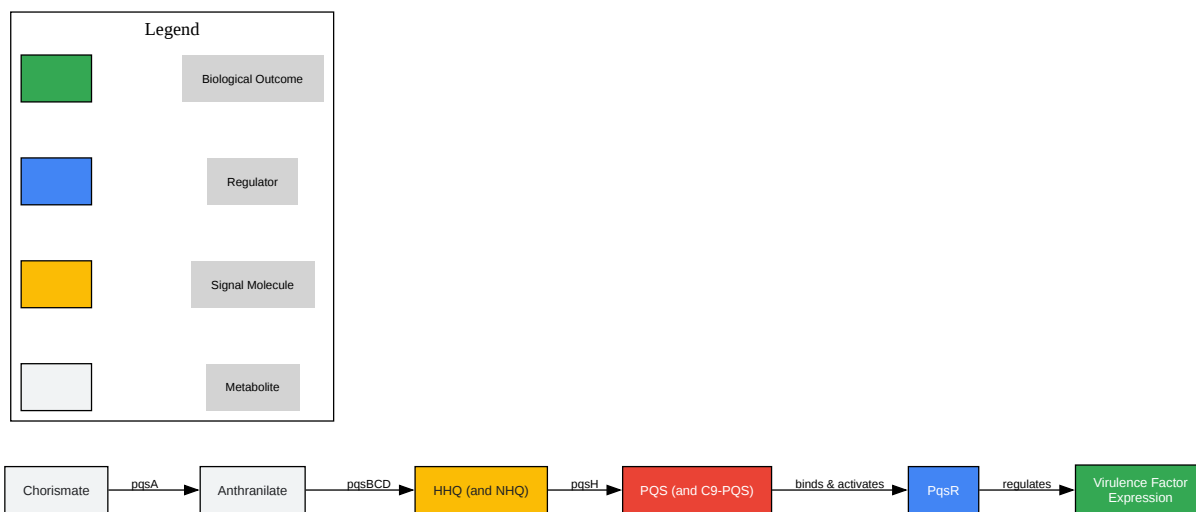 Legend
Biological Outcome
Regulator
Signal Molecule
Metabolite
Chorismate
pqsA
Anthranilate
pqsBCD
HHQ (and NHQ)
pqsH
PQS (and C9-PQS)
binds & activates
PqsR
regulates
Virulence Factor
Expression